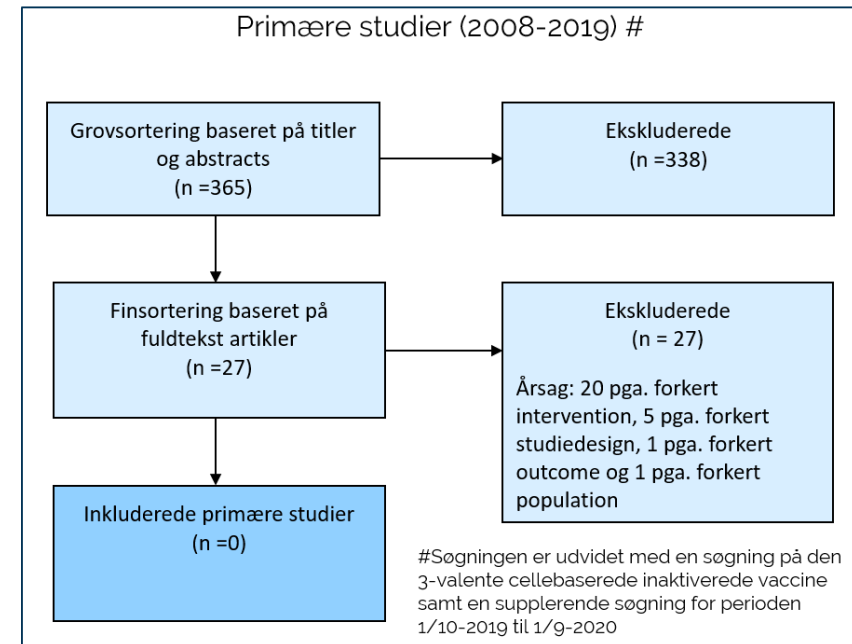 Primære studier (2008-2019) #
Grovsortering baseret på titler
og abstracts
(n =365)
Ekskluderede
(n =338)
Finsortering baseret på
fuldtekst artikler
(n =27)
Ekskluderede
(n = 27)
Årsag: 20 pga. forkert
intervention, 5 pga. forkert
studiedesign, 1 pga. forkert
outcome og 1 pga. forkert
population
Inkluderede primære studier
(n =0)
#Søgningen er udvidet med en søgning på den
3-valente cellebaserede inaktiverede vaccine
samt en supplerende søgning for perioden
1/10-2019 til 1/9-2020